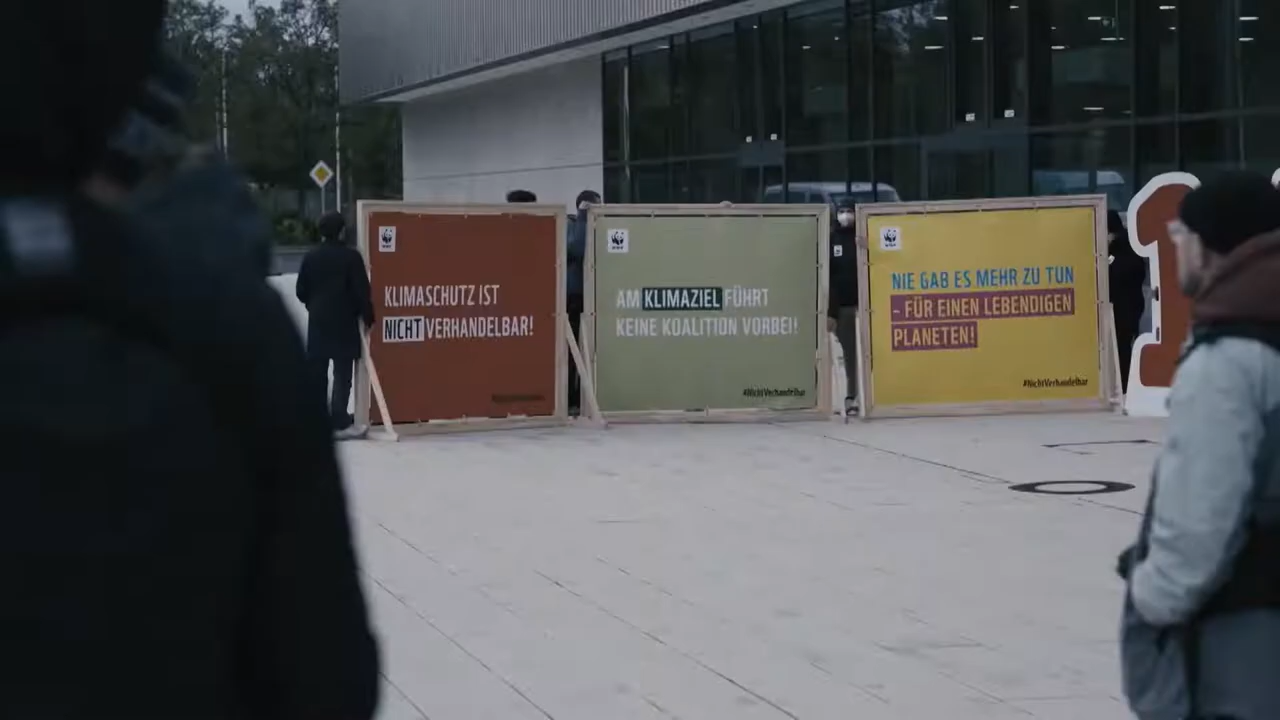 KLIMASCHUTZ IST
NICHT VERHANDELBAR!
AM KLIMAZIEL FÜHRT
KEINE KOALITION VORBEI!
#NichtVerhandelbar
NIE GAB ES MEHR ZU TUN
- FÜR EINEN LEBENDIGEN
PLANETEN!
#NichtVerhandelbar
1